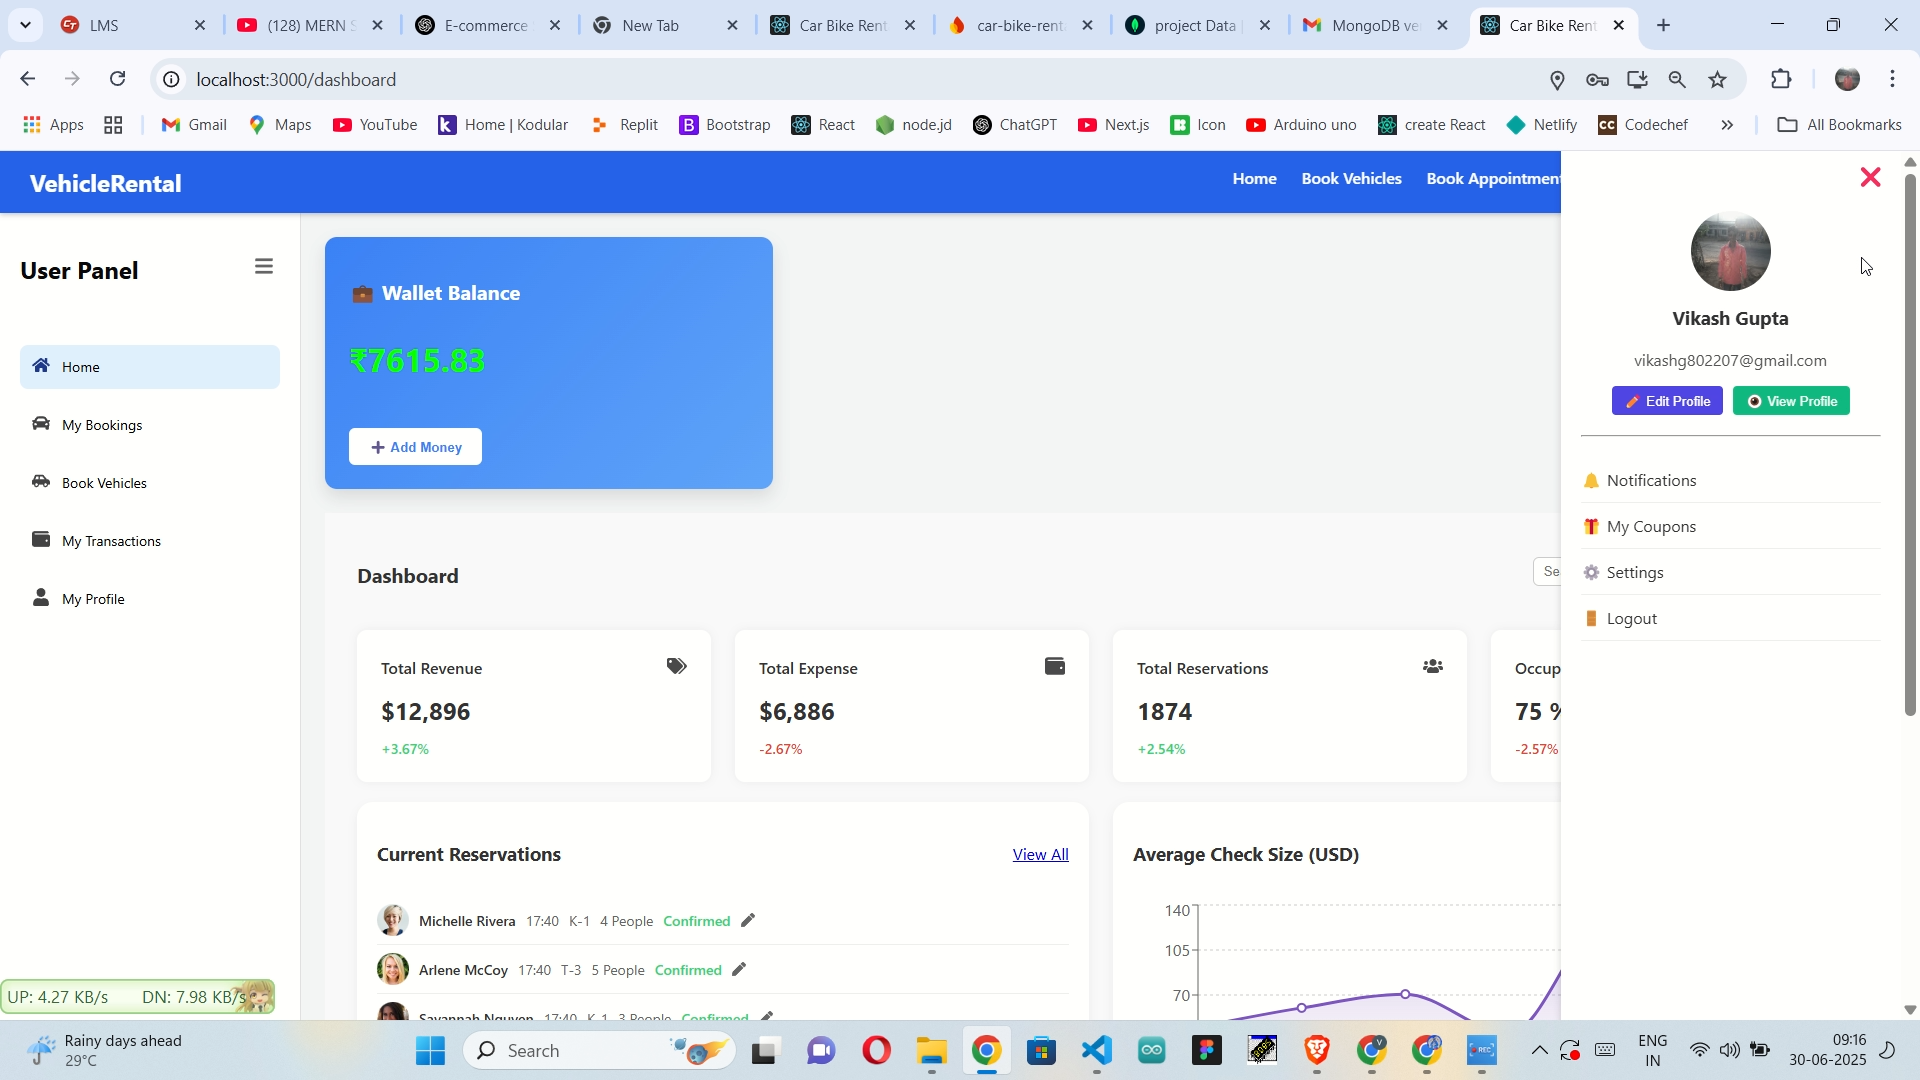 LMS
(128) MERN S
E-commerce
New Tab
Car Bike Rent
car-bike-rent
project Data |
MongoDB ve
Car Bike Rent
localhost:3000/dashboard
Apps
Gmail
Maps
YouTube
Home | Kodular
Replit
Bootstrap
React
node.jd
ChatGPT
Next.js
Icon
Arduino uno
create React
Netlify
Codechef
All Bookmarks
VehicleRental
Home
Book Vehicles
Book Appointment
User Panel
Home
My Bookings
Book Vehicles
My Transactions
My Profile
Wallet Balance
₹7615.83
+ Add Money
Vikash Gupta
vikashg802207@gmail.com
Edit Profile
View Profile
Notifications
My Coupons
Settings
Logout
Dashboard
Se
Total Revenue
$12,896
+3.67%
Total Expense
$6,886
-2.67%
Total Reservations
1874
+2.54%
Occup
75 %
-2.57%
Current Reservations
View All
Michelle Rivera 17:40 K-1 4 People Confirmed
Arlene McCoy 17:40 T-3 5 People Confirmed
Savannah Nguyen 17:40 K-1 3 People Confirmed
Average Check Size (USD)
140
105
70
UP: 4.27 KB/s DN: 7.98 KB/s
Rainy days ahead
29°C
Search
REC
ENG
IN
09:16
30-06-2025